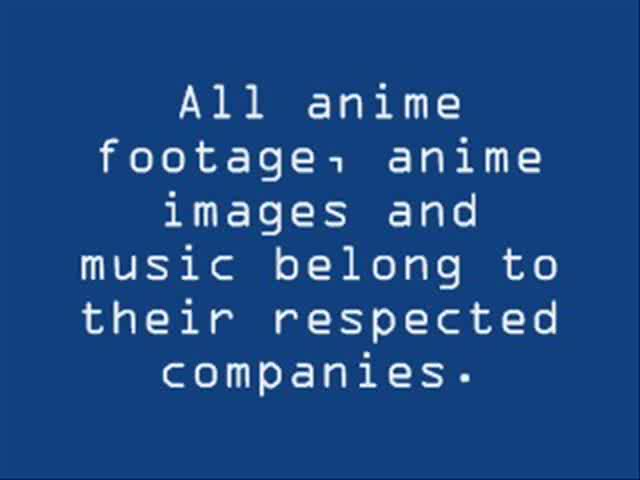 All anime
footage, anime
images and
music belong to
their respected
companies.